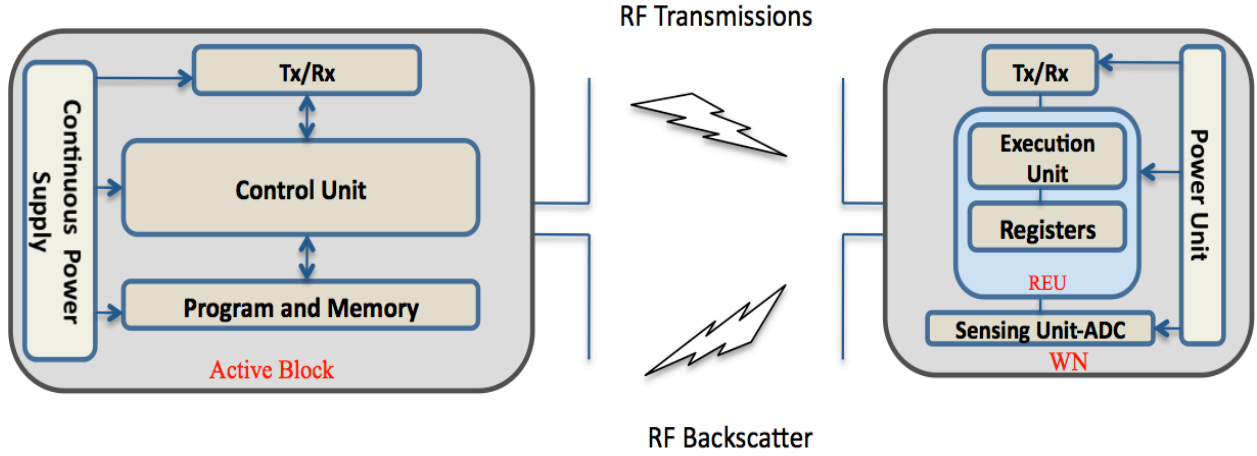 RF Transmissions
Tx/Rx
Continuous Power
Supply
Control Unit
Program and Memory
Active Block
Tx/Rx
Execution
Unit
Registers
REU
Power Unit
Sensing Unit-ADC
WN
RF Backscatter